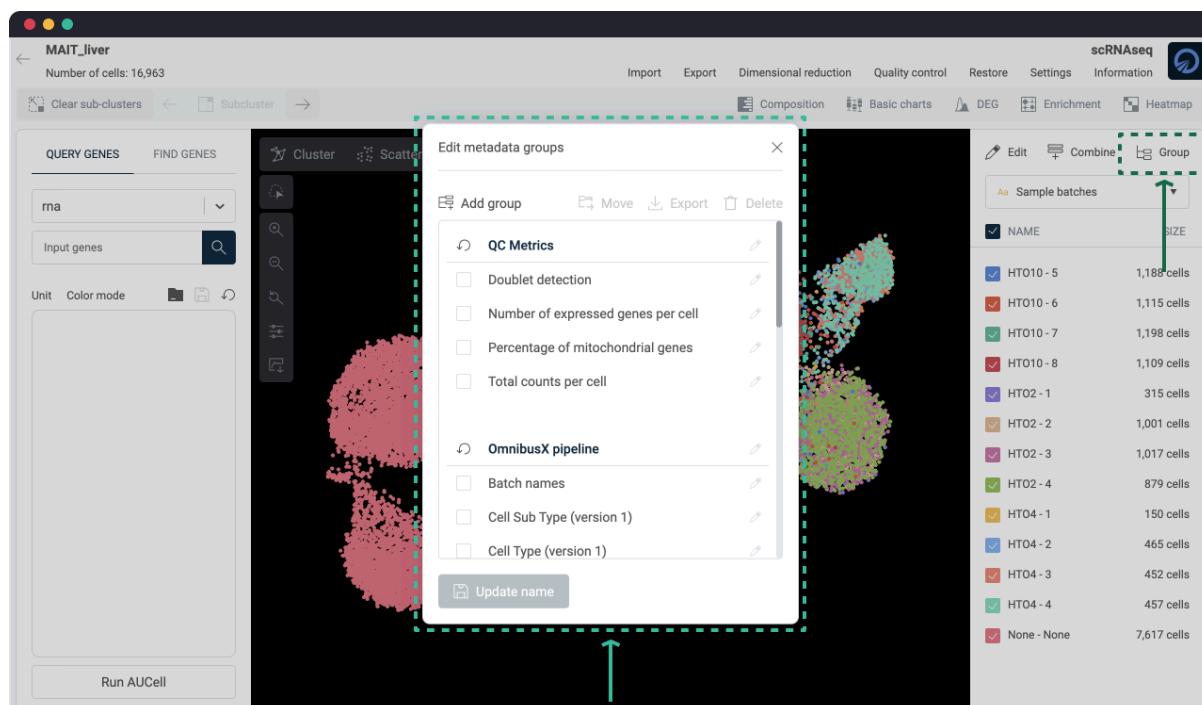 MAIT_liver
scRNAseq
Number of cells: 16,963
Import Export Dimensional reduction Quality control Restore Settings Information
Clear sub-clusters Subcluster
Composition Basic charts DEG Enrichment Heatmap
QUERY GENES FIND GENES
rna
Input genes
Unit Color mode
Run AUCell
Cluster Scatter
Edit metadata groups
Add group Move Export Delete
QC Metrics
Doublet detection
Number of expressed genes per cell
Percentage of mitochondrial genes
Total counts per cell
OmnibusX pipeline
Batch names
Cell Sub Type (version 1)
Cell Type (version 1)
Update name
Edit Combine Group
Aa Sample batches
NAME SIZE
HTO10 - 5 1,188 cells
HTO10 - 6 1,115 cells
HTO10 - 7 1,198 cells
HTO10 - 8 1,109 cells
HTO2 - 1 315 cells
HTO2 - 2 1,001 cells
HTO2 - 3 1,017 cells
HTO2 - 4 879 cells
HTO4 - 1 150 cells
HTO4 - 2 465 cells
HTO4 - 3 452 cells
HTO4 - 4 457 cells
None - None 7,617 cells